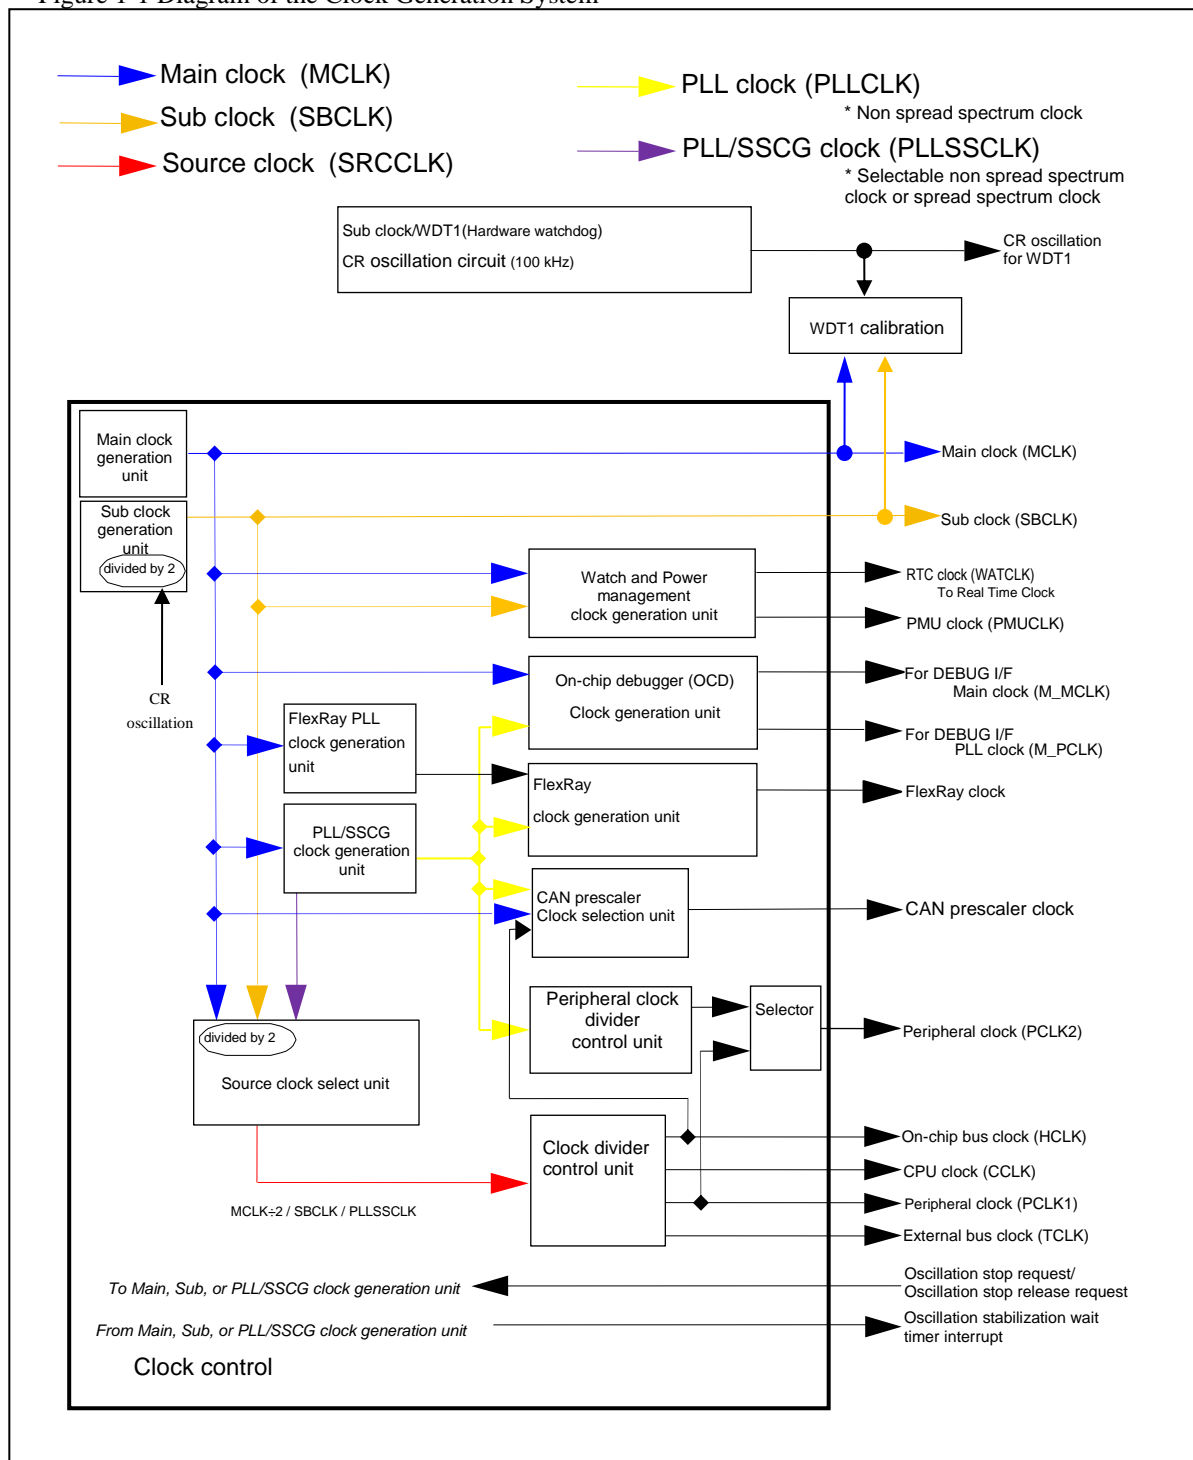 Figure 1-1 Diagram of the Clock Generation System
Main clock (MCLK)
Sub clock (SBCLK)
Source clock (SRCCLK)
PLL clock (PLLCLK)
* Non spread spectrum clock
PLL/SSCG clock (PLLSSCLK)
* Selectable non spread spectrum
clock or spread spectrum clock
Sub clock/WDT1(Hardware watchdog)
CR oscillation circuit (100 kHz)
CR oscillation
for WDT1
WDT1 calibration
Main clock
generation
unit
Main clock (MCLK)
Sub clock
generation
unit
divided by 2
Sub clock (SBCLK)
Watch and Power
management
clock generation unit
RTC clock (WATCLK)
To Real Time Clock
PMU clock (PMUCLK)
CR
oscillation
On-chip debugger (OCD)
Clock generation unit
For DEBUG I/F
Main clock (M_MCLK)
For DEBUG I/F
PLL clock (M_PCLK)
FlexRay PLL
clock generation
unit
FlexRay
clock generation unit
FlexRay clock
PLL/SSCG
clock generation
unit
CAN prescaler
Clock selection unit
CAN prescaler clock
Peripheral clock
divider
control unit
Selector
Peripheral clock (PCLK2)
divided by 2
Source clock select unit
Clock divider
control unit
On-chip bus clock (HCLK)
CPU clock (CCLK)
Peripheral clock (PCLK1)
External bus clock (TCLK)
MCLK÷2 / SBCLK / PLLSSCLK
To Main, Sub, or PLL/SSCG clock generation unit
Oscillation stop request/
Oscillation stop release request
From Main, Sub, or PLL/SSCG clock generation unit
Oscillation stabilization wait
timer interrupt
Clock control